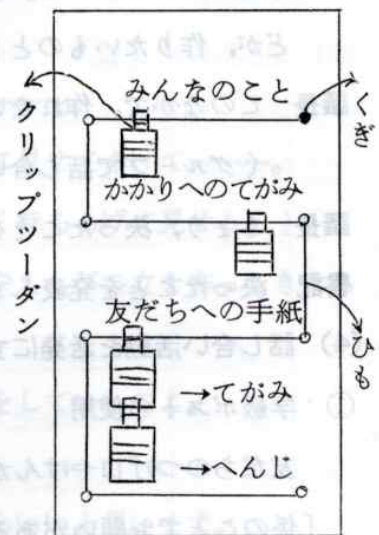 みんなのこと
くぎ
クリップツーダン
かかりへのてがみ
友だちへの手紙
ひも
→てがみ
→へんじ